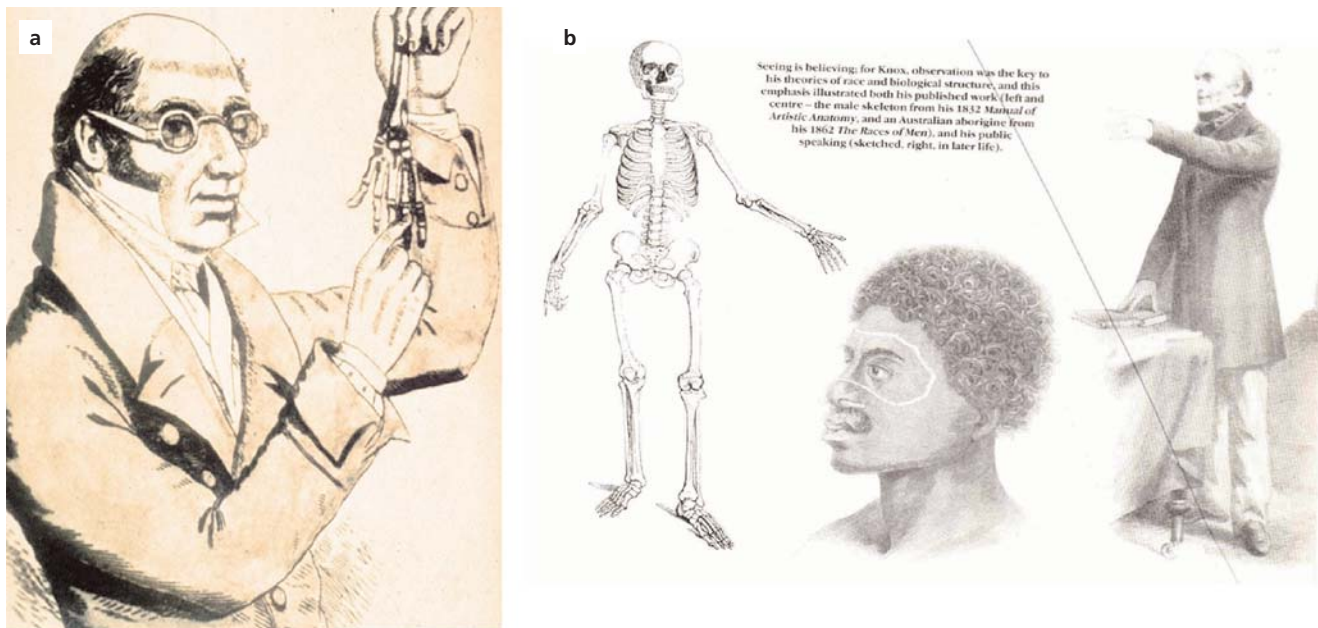 a
b
Seeing is believing; for Knox, observation was the key to
his theories of race and biological structure, and this
emphasis illustrated both his published work (left and
centre – the male skeleton from his 1832 Manual of
Artistic Anatomy, and an Australian aborigine from
his 1862 The Races of Men), and his public
speaking (sketched, right, in later life).